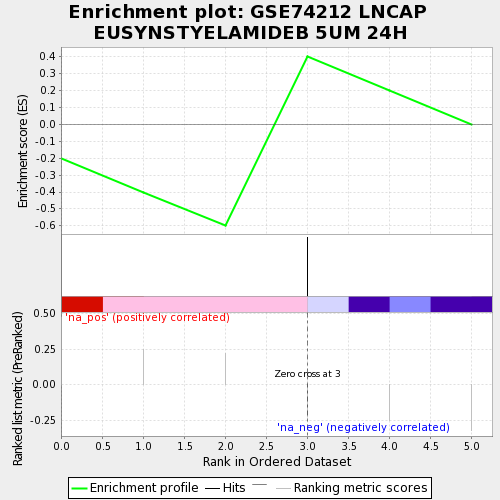 Enrichment plot: GSE74212 LNCAP
EUSYNSTYELAMIDEB 5UM 24H
Enrichment score (ES)
0.4
0.3
0.2
0.1
0.0
-0.1
-0.2
-0.3
-0.4
-0.5
-0.6
'na_pos' (positively correlated)
Zero cross at 3
'na_neg' (negatively correlated)
Ranked list metric (PreRanked)
0.50
0.25
0.00
-0.25
0.0 0.5 1.0 1.5 2.0 2.5 3.0 3.5 4.0 4.5 5.0
Rank in Ordered Dataset
Enrichment profile Hits Ranking metric scores